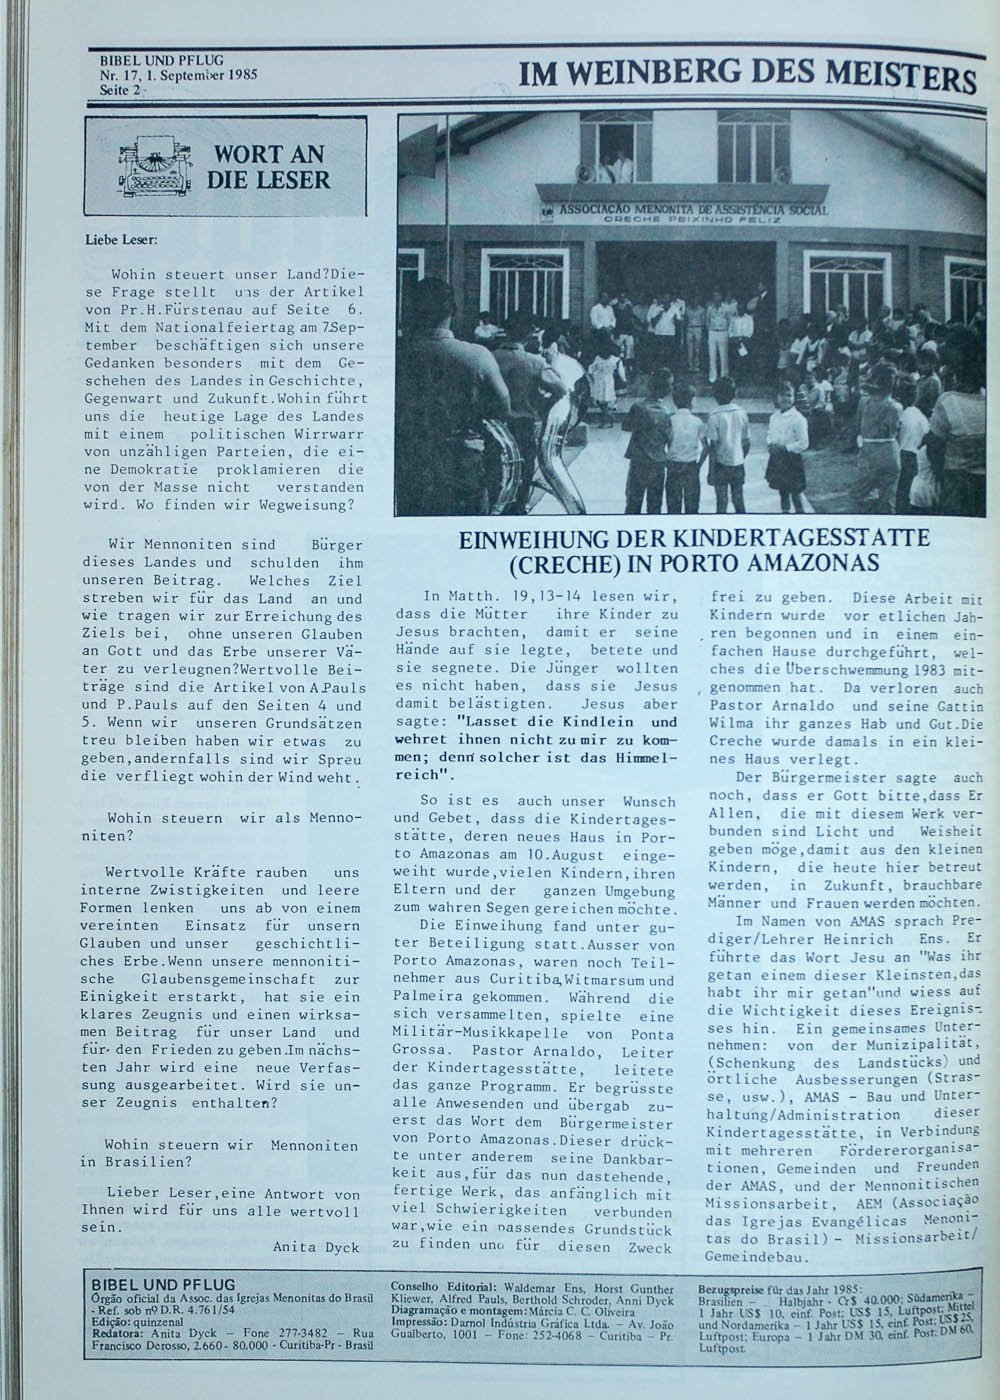 BIBEL UND PFLUG
Nr. 17, 1. September 1985
Seite 2
IM WEINBERG DES MEISTERS
WORT AN
DIE LESER
Liebe Leser:
Wohin steuert unser Land?Die-
se Frage stellt uns der Artikel
von Pr.H.Fürstenau auf Seite 6.
Mit dem Nationalfeiertag am 7.Sep-
tember beschäftigen sich unsere
Gedanken besonders mit dem Ge-
schehen des Landes in Geschichte,
Gegenwart und Zukunft.Wohin führt
uns die heutige Lage des Landes
mit einem politischen Wirrwarr
von unzähligen Parteien, die ei-
ne Demokratie proklamieren die
von der Masse nicht verstanden
wird. Wo finden wir Wegweisung?
Wir Mennoniten sind Bürger
dieses Landes und schulden ihm
unseren Beitrag. Welches Ziel
streben wir für das Land an und
wie tragen wir zur Erreichung des
Ziels bei, ohne unseren Glauben
an Gott und das Erbe unserer Vä-
ter zu verleugnen?Wertvolle Bei-
träge sind die Artikel von A.Pauls
und P.Pauls auf den Seiten 4 und
5. Wenn wir unseren Grundsätzen
treu bleiben haben wir etwas zu
geben,andernfalls sind wir Spreu
die verfliegt wohin der Wind weht.
Wohin steuern wir als Menno-
niten?
Wertvolle Kräfte rauben uns
interne Zwistigkeiten und leere
Formen lenken uns ab von einem
vereinten Einsatz für unsern
Glauben und unser geschichtli-
ches Erbe.Wenn unsere mennoniti-
sche Glaubensgemeinschaft zur
Einigkeit erstarkt, hat sie ein
klares Zeugnis und einen wirksa-
men Beitrag für unser Land und
für den Frieden zu geben.Im nächs-
ten Jahr wird eine neue Verfas-
sung ausgearbeitet. Wird sie un-
ser Zeugnis enthalten?
Wohin steuern wir Mennoniten
in Brasilien?
Lieber Leser,eine Antwort von
Ihnen wird für uns alle wertvoll
sein.
Anita Dyck
ASSOCIAÇÃO MENONITA DE ASSISTÊNCIA SOCIAL
CRECHE PEIXINHO FELIZ
EINWEIHUNG DER KINDERTAGESSTATTE
(CRECHE) IN PORTO AMAZONAS
In Matth. 19,13-14 lesen wir,
dass die Mütter ihre Kinder zu
Jesus brachten, damit er seine
Hände auf sie legte, betete und
sie segnete. Die Jünger wollten
es nicht haben, dass sie Jesus
damit belästigten. Jesus aber
sagte: "Lasset die Kindlein und
wehret ihnen nicht zu mir zu kom-
men; denn solcher ist das Himmel-
reich".
So ist es auch unser Wunsch
und Gebet, dass die Kindertages-
stätte, deren neues Haus in Por-
to Amazonas am 10.August einge-
weiht wurde,vielen Kindern,ihren
Eltern und der ganzen Umgebung
zum wahren Segen gereichen möchte.
Die Einweihung fand unter gu-
ter Beteiligung statt.Ausser von
Porto Amazonas, waren noch Teil-
nehmer aus Curitiba,Witmarsum und
Palmeira gekommen. Während die
sich versammelten, spielte eine
Militär-Musikkapelle von Ponta
Grossa. Pastor Arnaldo, Leiter
der Kindertagesstätte, leitete
das ganze Programm. Er begrüsste
alle Anwesenden und übergab zu-
erst das Wort dem Bürgermeister
von Porto Amazonas.Dieser drück-
te unter anderem seine Dankbar-
keit aus,für das nun dastehende,
fertige Werk, das anfänglich mit
viel Schwierigkeiten verbunden
war,wie ein passendes Grundstück
zu finden und für diesen Zweck
frei zu geben. Diese Arbeit mit
Kindern wurde vor etlichen Jah-
ren begonnen und in einem ein-
fachen Hause durchgeführt, wel-
ches die Überschwemmung 1983 mit-
genommen hat. Da verloren auch
Pastor Arnaldo und seine Gattin
Wilma ihr ganzes Hab und Gut.Die
Creche wurde damals in ein klei-
nes Haus verlegt.
Der Bürgermeister sagte auch
noch, dass er Gott bitte,dass Er
Allen, die mit diesem Werk ver-
bunden sind Licht und Weisheit
geben möge,damit aus den kleinen
Kindern, die heute hier betreut
werden, in Zukunft, brauchbare
Männer und Frauen werden möchten.
Im Namen von AMAS sprach Pre-
diger/Lehrer Heinrich Ens. Er
führte das Wort Jesu an "Was ihr
getan einem dieser Kleinsten,das
habt ihr mir getan"und wiess auf
die Wichtigkeit dieses Ereignis-
ses hin. Ein gemeinsames Unter-
nehmen: von der Munizipalität,
(Schenkung des Landstücks) und
örtliche Ausbesserungen (Stras-
se, usw.), AMAS - Bau und Unter-
haltung/Administration dieser
Kindertagesstätte, in Verbindung
mit mehreren Fördererorganisa-
tionen, Gemeinden und Freunden
der AMAS, und der Mennonitischen
Missionsarbeit, AEM (Associação
das Igrejas Evangélicas Menoni-
tas do Brasil) - Missionsarbeit/
Gemeindebau.
BIBEL UND PFLUG
Órgão oficial da Assoc. das Igrejas Menonitas do Brasil
- Ref. sob nº D.R. 4.761/54
Edição: quinzenal
Redatora: Anita Dyck - Fone 277-3482 - Rua
Francisco Derosso, 2.660 - 80.000 - Curitiba-Pr - Brasil
Conselho Editorial: Waldemar Ens, Horst Gunther
Kliewer, Alfred Pauls, Berthold Schroder, Anni Dyck
Diagramação e montagem: Márcia C. C. Oliveira
Impressão: Darnol Indústria Gráfica Ltda. - Av. João
Gualberto, 1001 - Fone: 252-4068 - Curitiba - Pr.
Bezugspreise für das Jahr 1985:
Brasilien - Halbjahr - Cr$ 40.000; Südamerika -
1 Jahr US$ 10, einf. Post; US$ 15, Luftpost; Mittel
und Nordamerika - 1 Jahr US$ 15, einf. Post; US$ 25,
Luftpost; Europa - 1 Jahr DM 30, einf. Post; DM 60,
Luftpost.